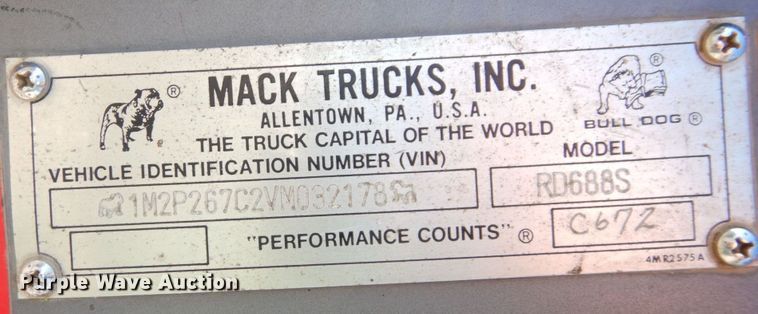 MACK TRUCKS, INC.
ALLENTOWN, PA., U.S.A.
THE TRUCK CAPITAL OF THE WORLD
®
BULL DOG ®
VEHICLE IDENTIFICATION NUMBER (VIN)
MODEL
1M2P267C2VM032178
RD688S
"PERFORMANCE COUNTS" ®
C672
4MR2575A
Purple Wave Auction